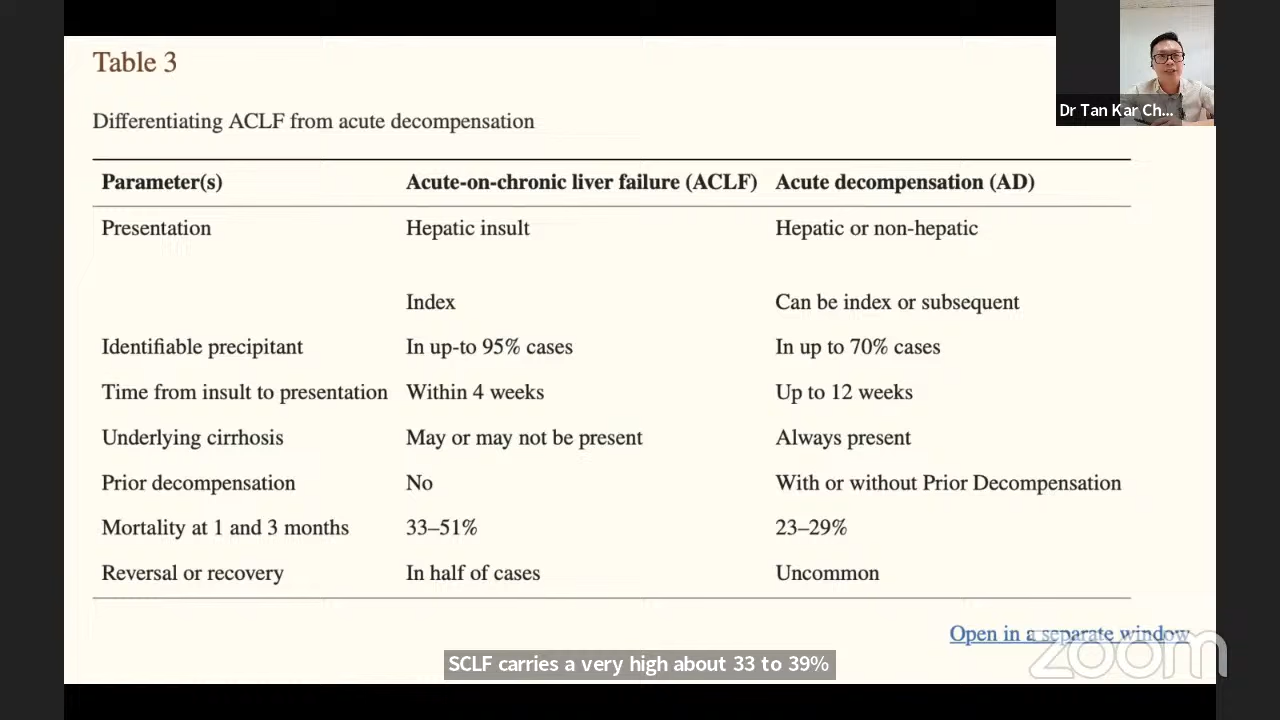 Table 3
Dr Tan Kar Ch...
Differentiating ACLF from acute decompensation
Parameter(s) Acute-on-chronic liver failure (ACLF) Acute decompensation (AD)
Presentation Hepatic insult Hepatic or non-hepatic
Index Can be index or subsequent
Identifiable precipitant In up-to 95% cases In up to 70% cases
Time from insult to presentation Within 4 weeks Up to 12 weeks
Underlying cirrhosis May or may not be present Always present
Prior decompensation No With or without Prior Decompensation
Mortality at 1 and 3 months 33–51% 23–29%
Reversal or recovery In half of cases Uncommon
Open in a separate window
SCLF carries a very high about 33 to 39%
zoom